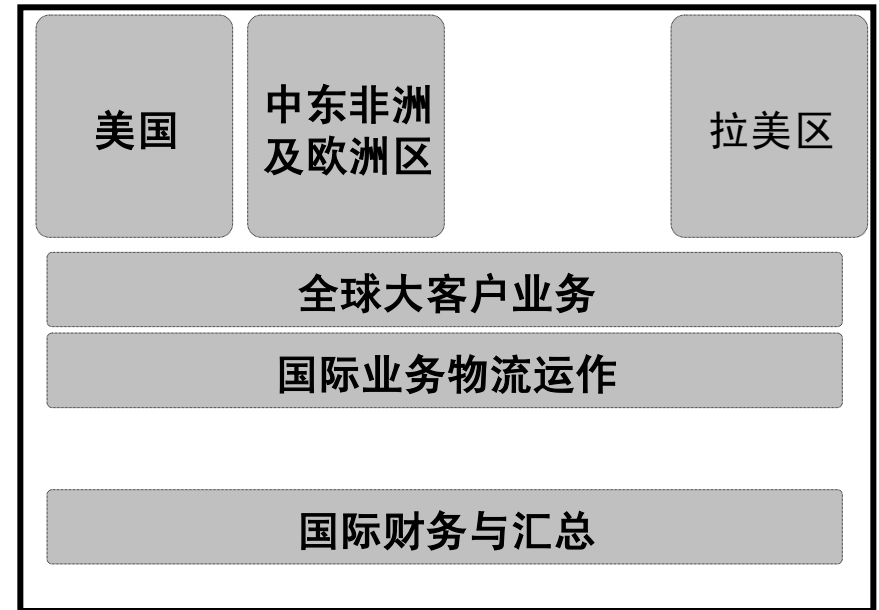 美国
中东非洲
及欧洲区
拉美区
全球大客户业务
国际业务物流运作
国际财务与汇总